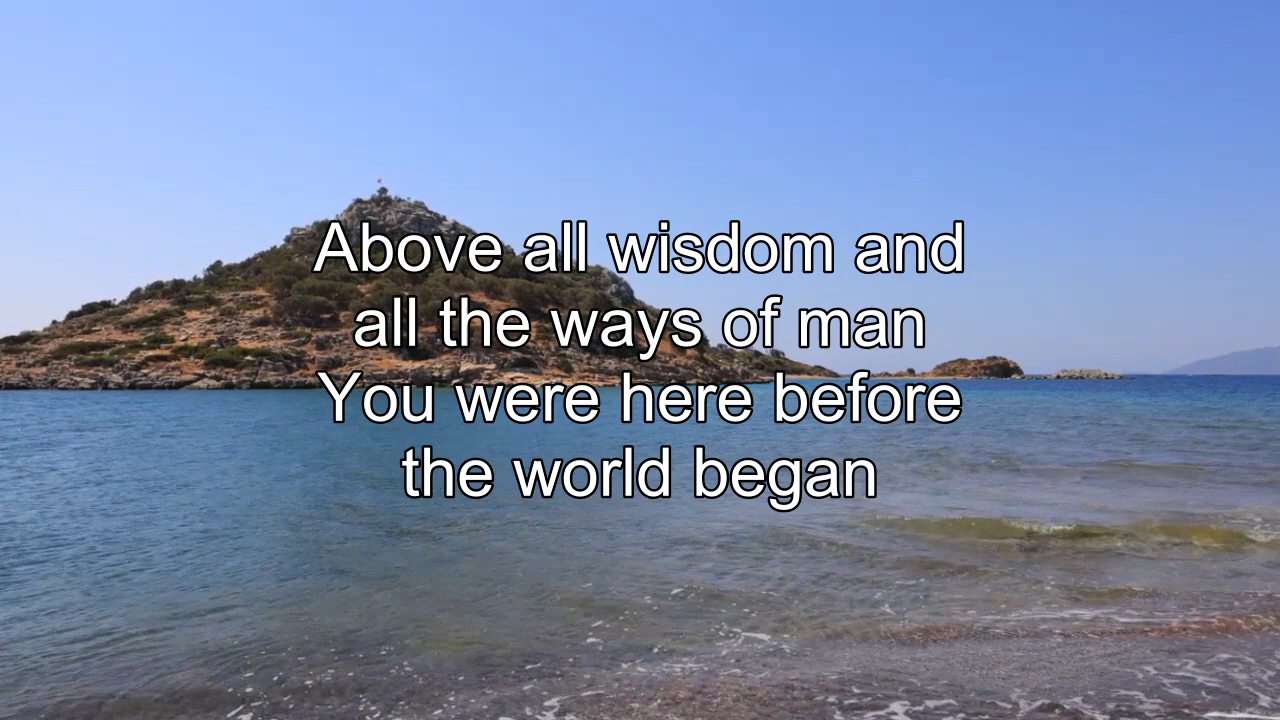 Above all wisdom and
all the ways of man
You were here before
the world began